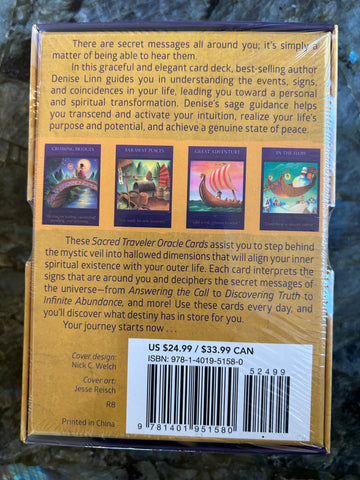 There are secret messages all around you; it's simply a
matter of being able to hear them.
In this graceful and elegant card deck, best-selling author
Denise Linn guides you in understanding the events, signs,
and coincidences in your life, leading you toward a personal
and spiritual transformation. Denise's sage guidance helps
you transcend and activate your intuition, realize your life's
purpose and potential, and achieve a genuine state of peace.
CROSSING BRIDGES
FARAWAY PLACES
GREAT ADVENTURE
IN THE FLOW
These Sacred Traveler Oracle Cards assist you to step behind
the mystic veil into hallowed dimensions that will align your inner
spiritual existence with your outer life. Each card interprets the
signs that are around you and deciphers the secret messages of
the universe—from Answering the Call to Discovering Truth to
Infinite Abundance, and more! Use these cards every day, and
you'll discover what destiny has in store for you.
Your journey starts now . . .
Cover design:
Nick C. Welch
Cover art:
Jesse Reisch
R8
Printed in China
US $24.99 / $33.99 CAN
ISBN: 978-1-4019-5158-0
52499
9 781401 951580